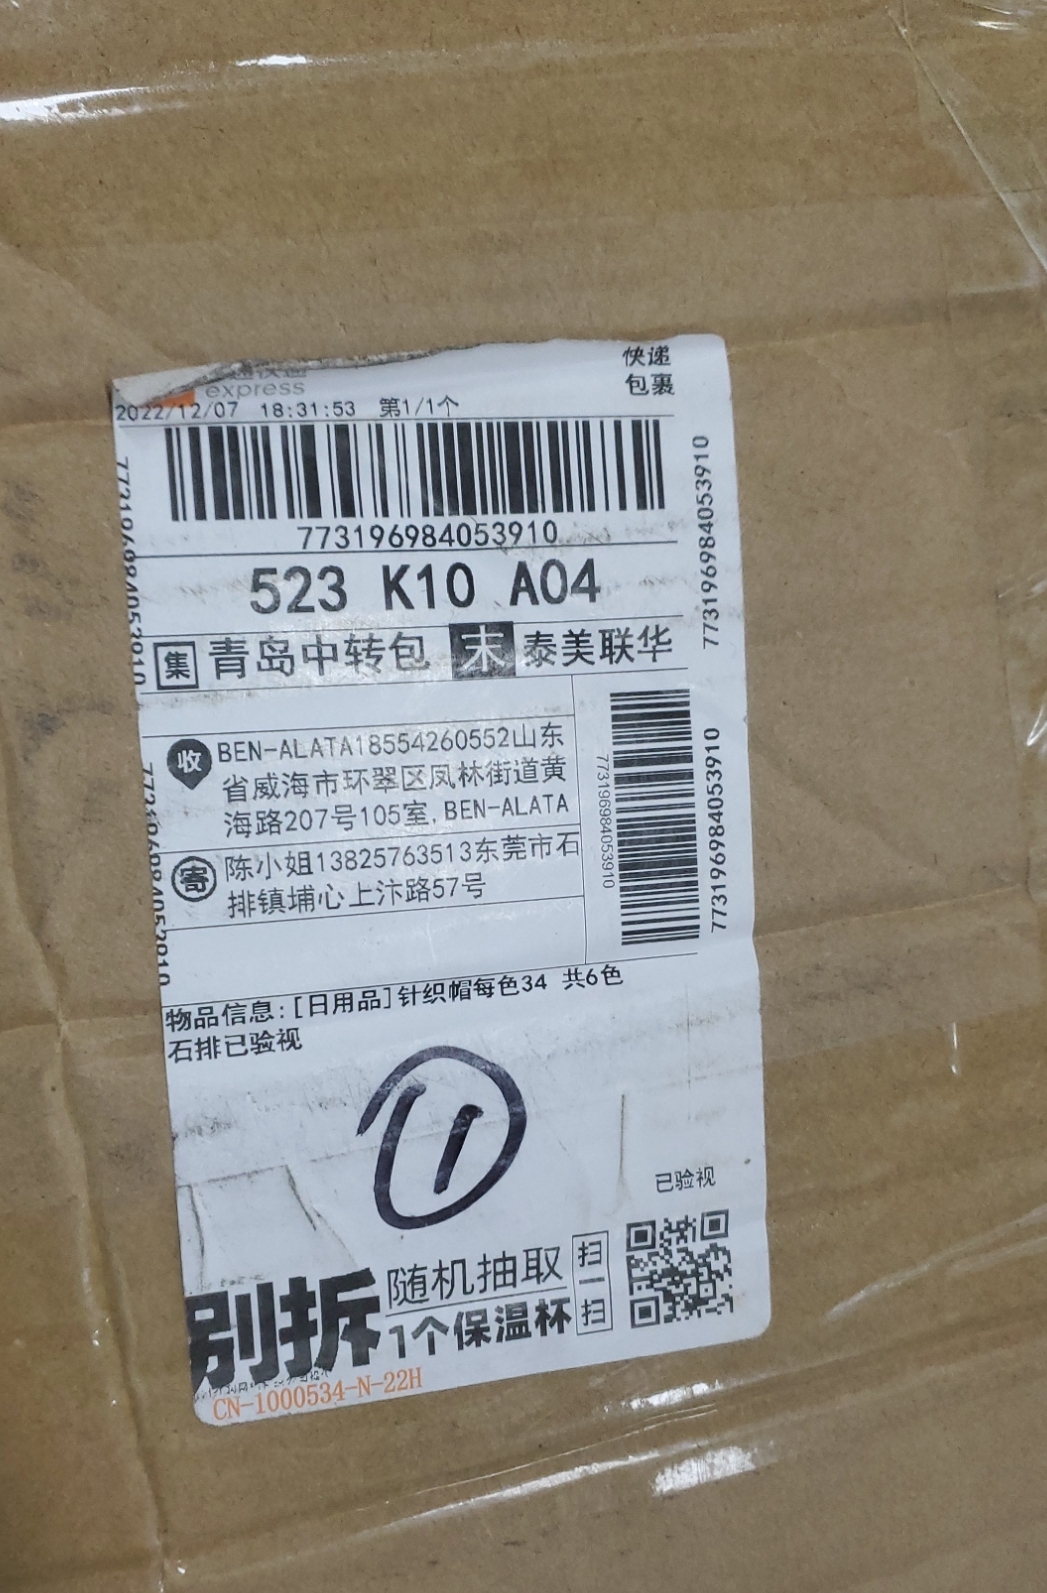 express
快递
包裹
2022/12/07 18:31:53 第1/1个
773196984053910
523 K10 A04
集 青岛中转包 末 泰美联华
收 BEN-ALATA18554260552山东
省威海市环翠区凤林街道黄
海路207号105室, BEN-ALATA
寄 陈小姐13825763513东莞市石
排镇埔心上汴路57号
773196984053910
773196984053910
773196984053910
物品信息:[日用品]针织帽每色34 共6色
石排已验视
1
已验视
别拆 随机抽取
1个保温杯
扫一扫
CN-1000534-N-22H